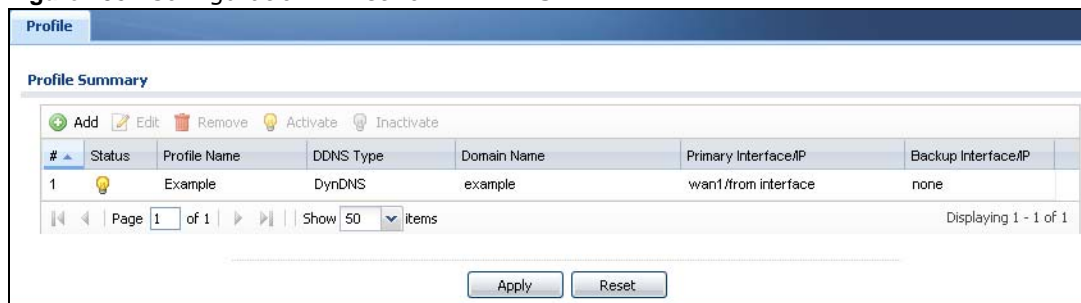 Profile
Profile Summary
Add Edit Remove Activate Inactivate
# Status Profile Name DDNS Type Domain Name Primary Interface/IP Backup Interface/IP
1 Example DynDNS example wan1/from interface none
Page 1 of 1 Show 50 items Displaying 1 - 1 of 1
Apply Reset